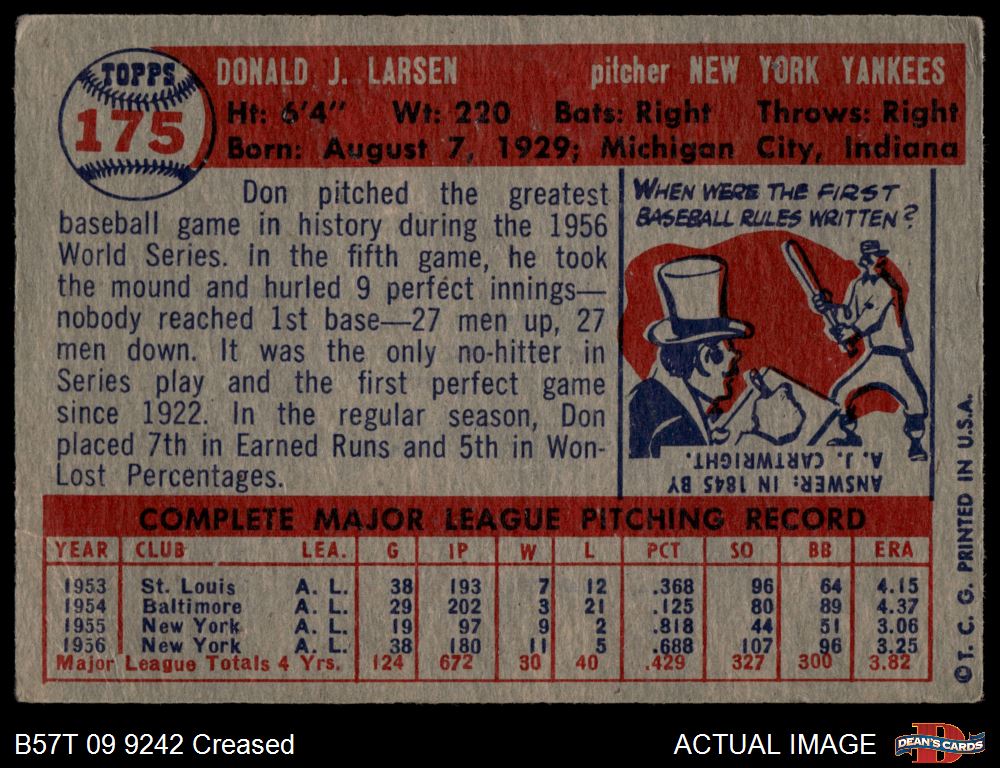 TOPPS
175
DONALD J. LARSEN pitcher NEW YORK YANKEES
Ht: 6'4" Wt: 220 Bats: Right Throws: Right
Born: August 7, 1929; Michigan City, Indiana
Don pitched the greatest
baseball game in history during the 1956
World Series. In the fifth game, he took
the mound and hurled 9 perfect innings—
nobody reached 1st base—27 men up, 27
men down. It was the only no-hitter in
Series play and the first perfect game
since 1922. In the regular season, Don
placed 7th in Earned Runs and 5th in Won-
Lost Percentages.
WHEN WERE THE FIRST
BASEBALL RULES WRITTEN?
ANSWER: IN 1845 BY
A. J. CARTWRIGHT.
COMPLETE MAJOR LEAGUE PITCHING RECORD
YEAR CLUB LEA. G IP W L PCT SO BB ERA
1953 St. Louis A. L. 38 193 7 12 .368 96 64 4.15
1954 Baltimore A. L. 29 202 3 21 .125 80 89 4.37
1955 New York A. L. 19 97 9 2 .818 44 51 3.06
1956 New York A. L. 38 180 11 5 .688 107 96 3.25
Major League Totals 4 Yrs. 124 672 30 40 .429 327 300 3.82
©T. C. G. PRINTED IN U.S.A.
B57T 09 9242 Creased
ACTUAL IMAGE
DEAN'S CARDS